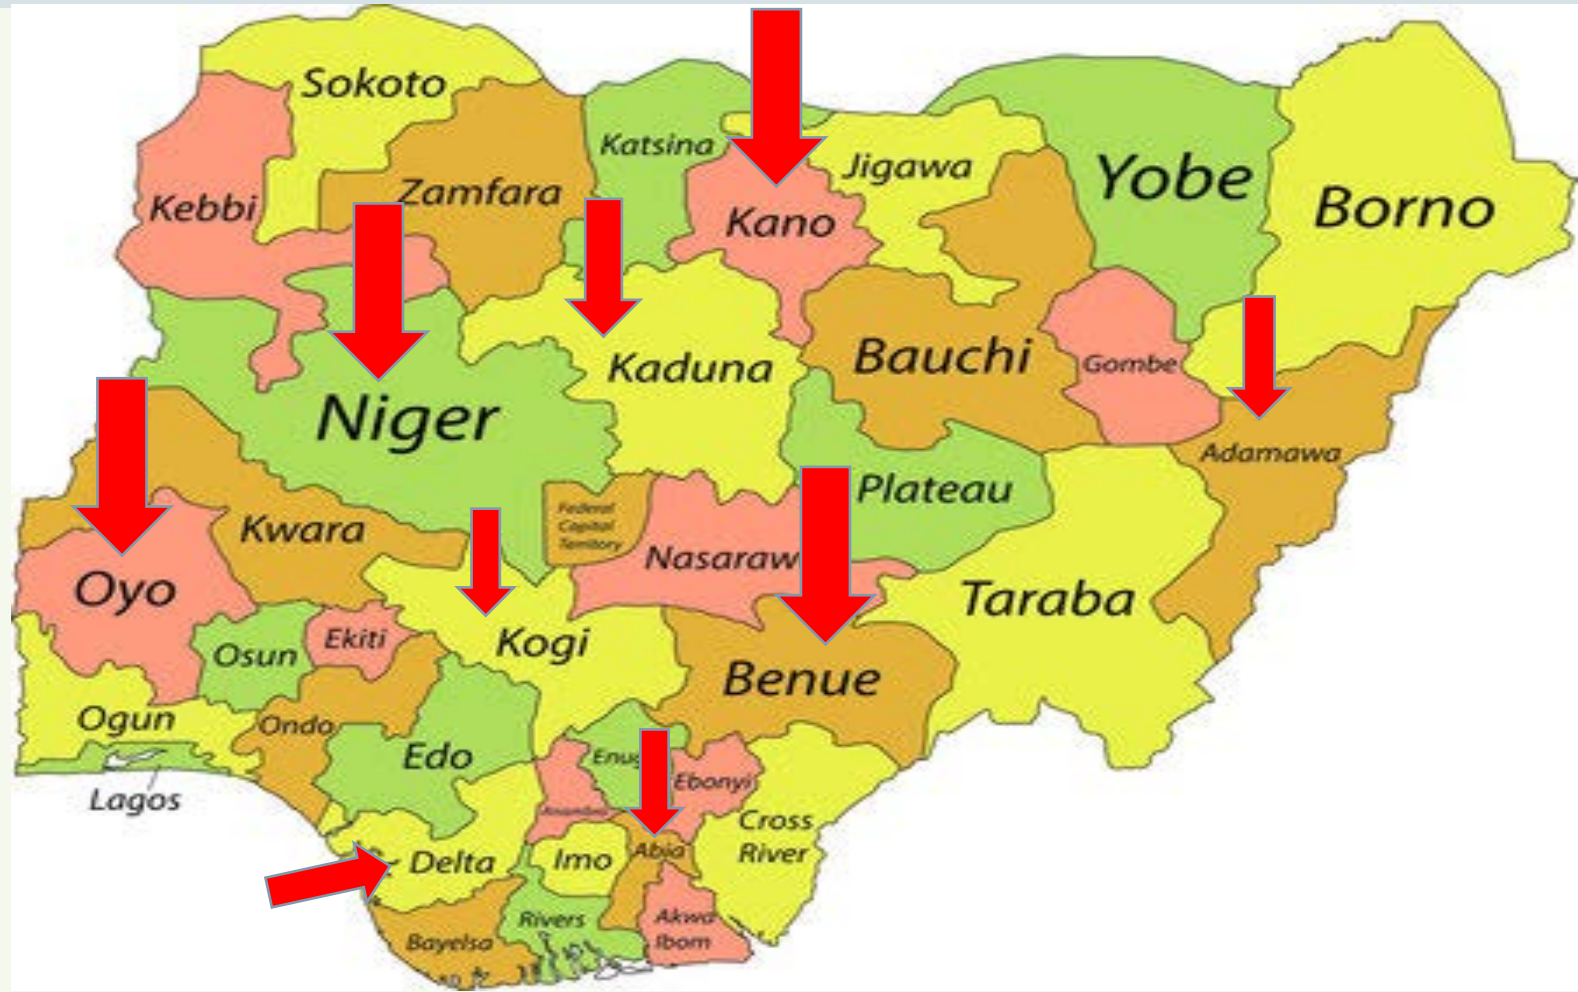 Sokoto
Katsina
Jigawa
Yobe
Borno
Kebbi
Zamfara
Kano
Kaduna
Bauchi
Gombe
Niger
Adamawa
Plateau
Kwara
Federal
Capital
Territory
Nasaraw
Oyo
Taraba
Osun
Ekiti
Kogi
Benue
Ogun
Ondo
Edo
Enug
Ebonyi
Lagos
Cross
River
Delta
Imo
Abia
Rivers
Akwa
Ibom
Bayelsa